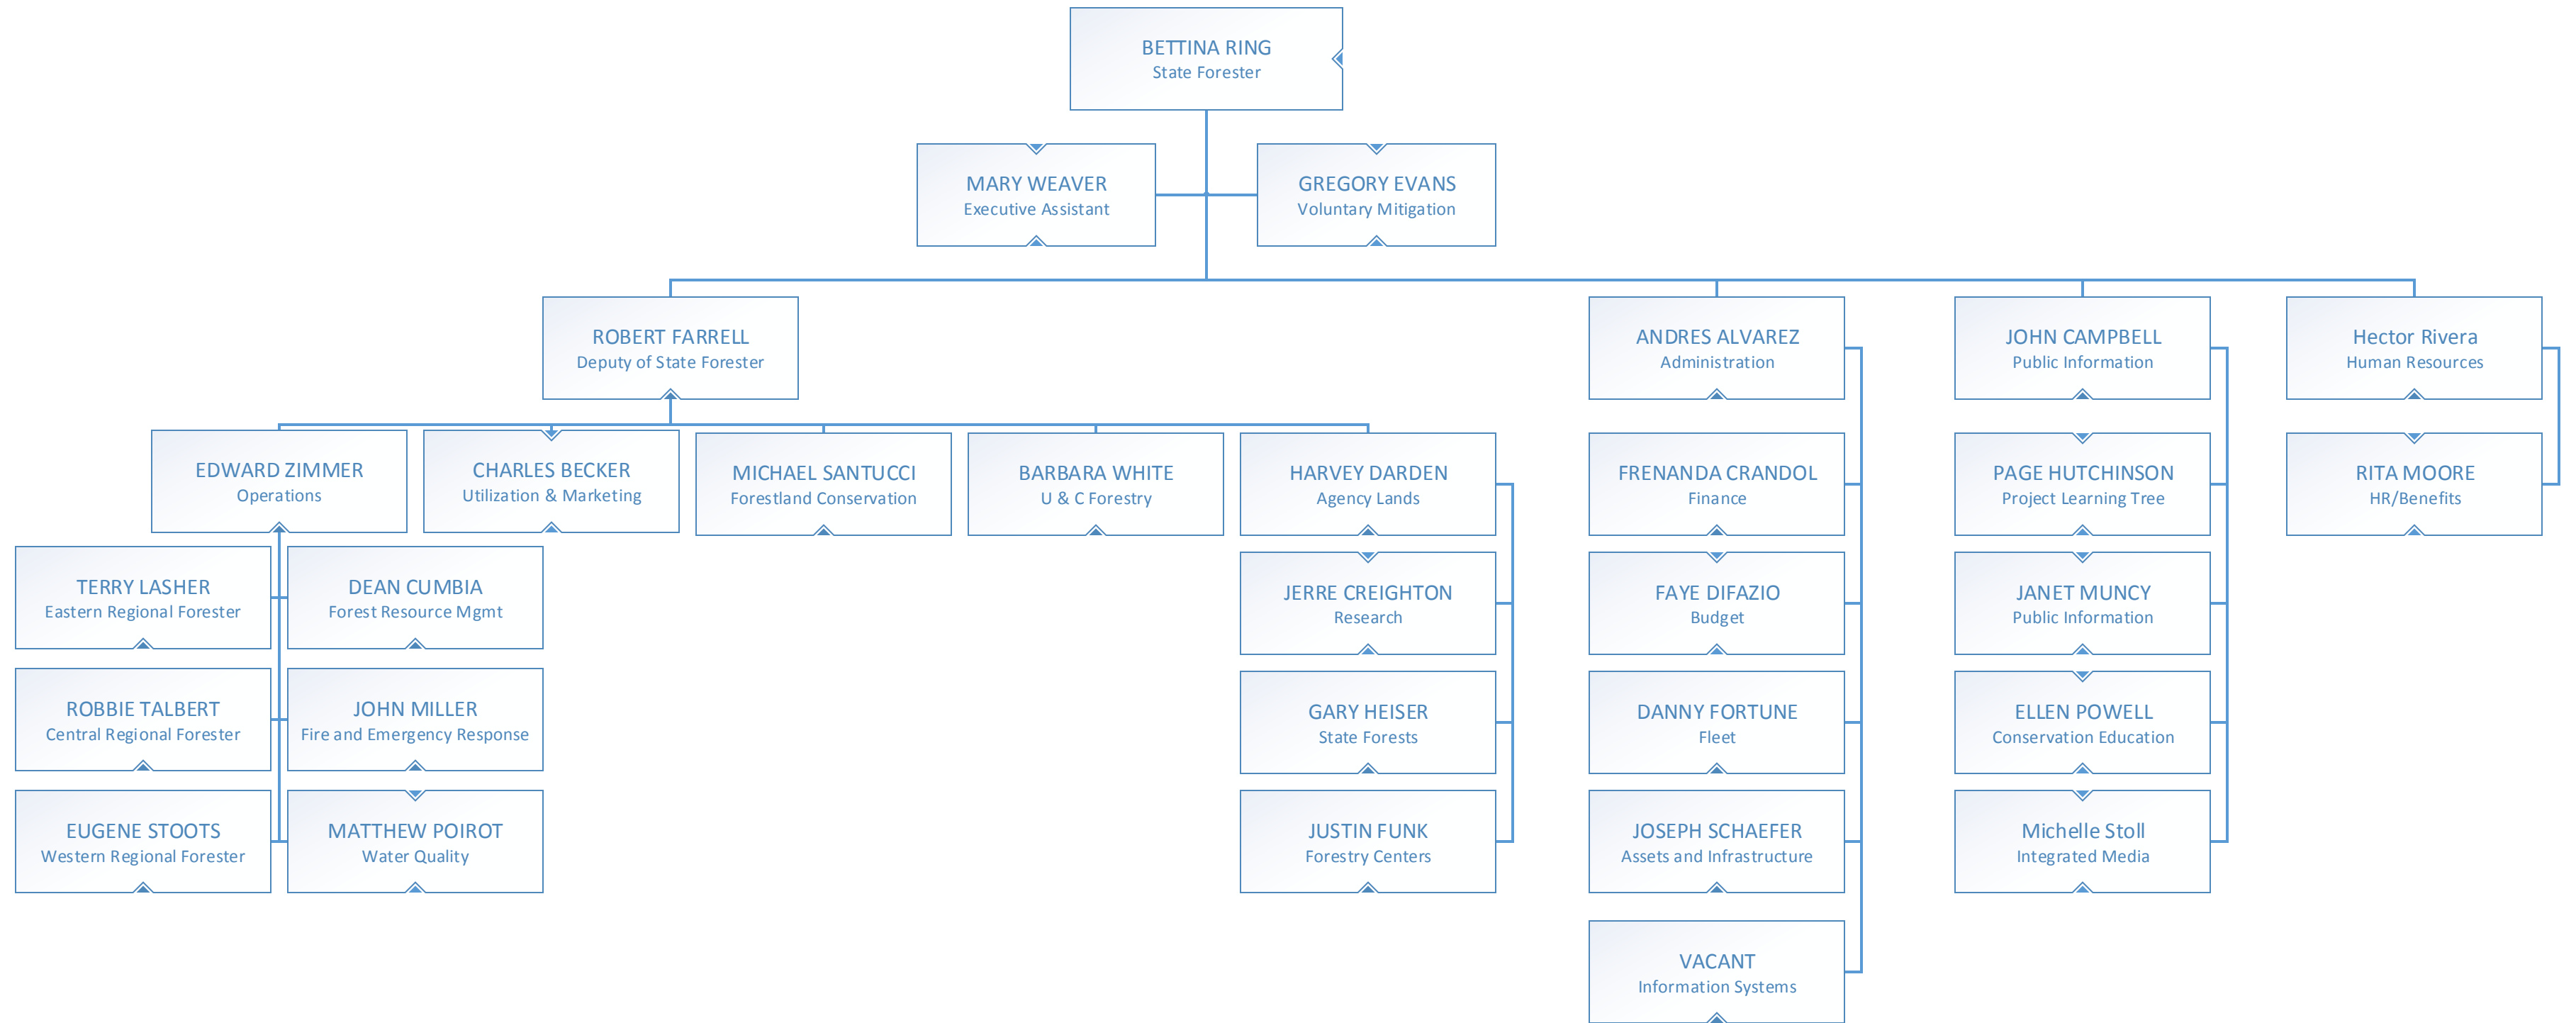 BETTINA RING
State Forester
MARY WEAVER
Executive Assistant
GREGORY EVANS
Voluntary Mitigation
ROBERT FARRELL
Deputy of State Forester
ANDRES ALVAREZ
Administration
JOHN CAMPBELL
Public Information
Hector Rivera
Human Resources
EDWARD ZIMMER
Operations
CHARLES BECKER
Utilization & Marketing
MICHAEL SANTUCCI
Forestland Conservation
BARBARA WHITE
U & C Forestry
HARVEY DARDEN
Agency Lands
FRENANDA CRANDOL
Finance
PAGE HUTCHINSON
Project Learning Tree
RITA MOORE
HR/Benefits
TERRY LASHER
Eastern Regional Forester
DEAN CUMBIA
Forest Resource Mgmt
JERRE CREIGHTON
Research
FAYE DIFAZIO
Budget
JANET MUNCY
Public Information
ROBBIE TALBERT
Central Regional Forester
JOHN MILLER
Fire and Emergency Response
GARY HEISER
State Forests
DANNY FORTUNE
Fleet
ELLEN POWELL
Conservation Education
EUGENE STOOTS
Western Regional Forester
MATTHEW POIROT
Water Quality
JUSTIN FUNK
Forestry Centers
JOSEPH SCHAEFER
Assets and Infrastructure
Michelle Stoll
Integrated Media
VACANT
Information Systems